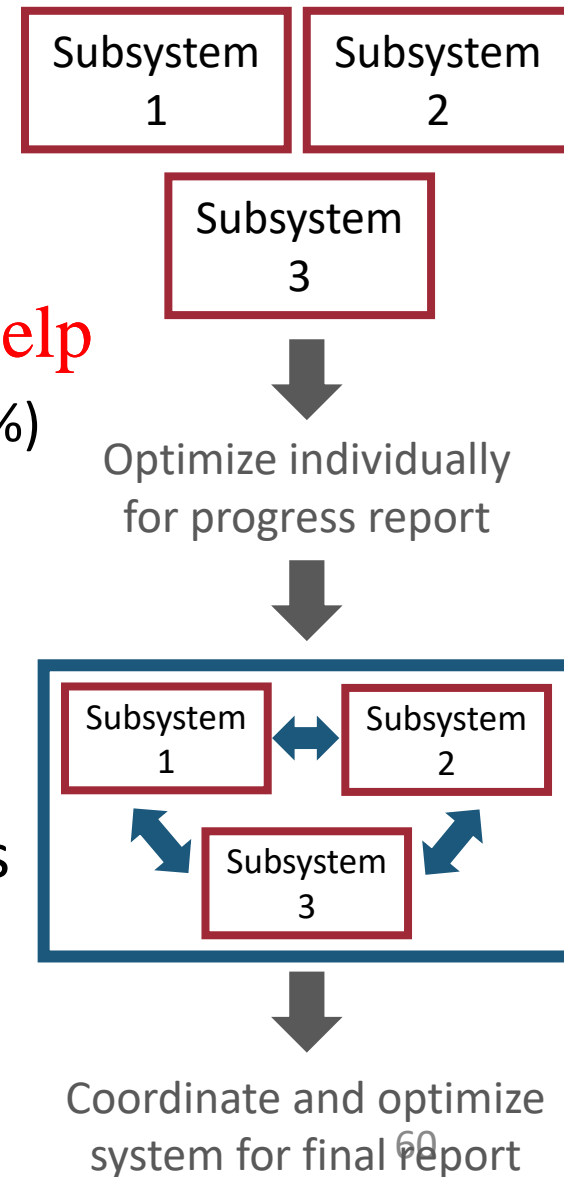 Subsystem
1
Subsystem
2
Subsystem
3
elp
%)
Optimize individually
for progress report
Subsystem
1
Subsystem
2
s
Subsystem
3
Coordinate and optimize
system for final report
60